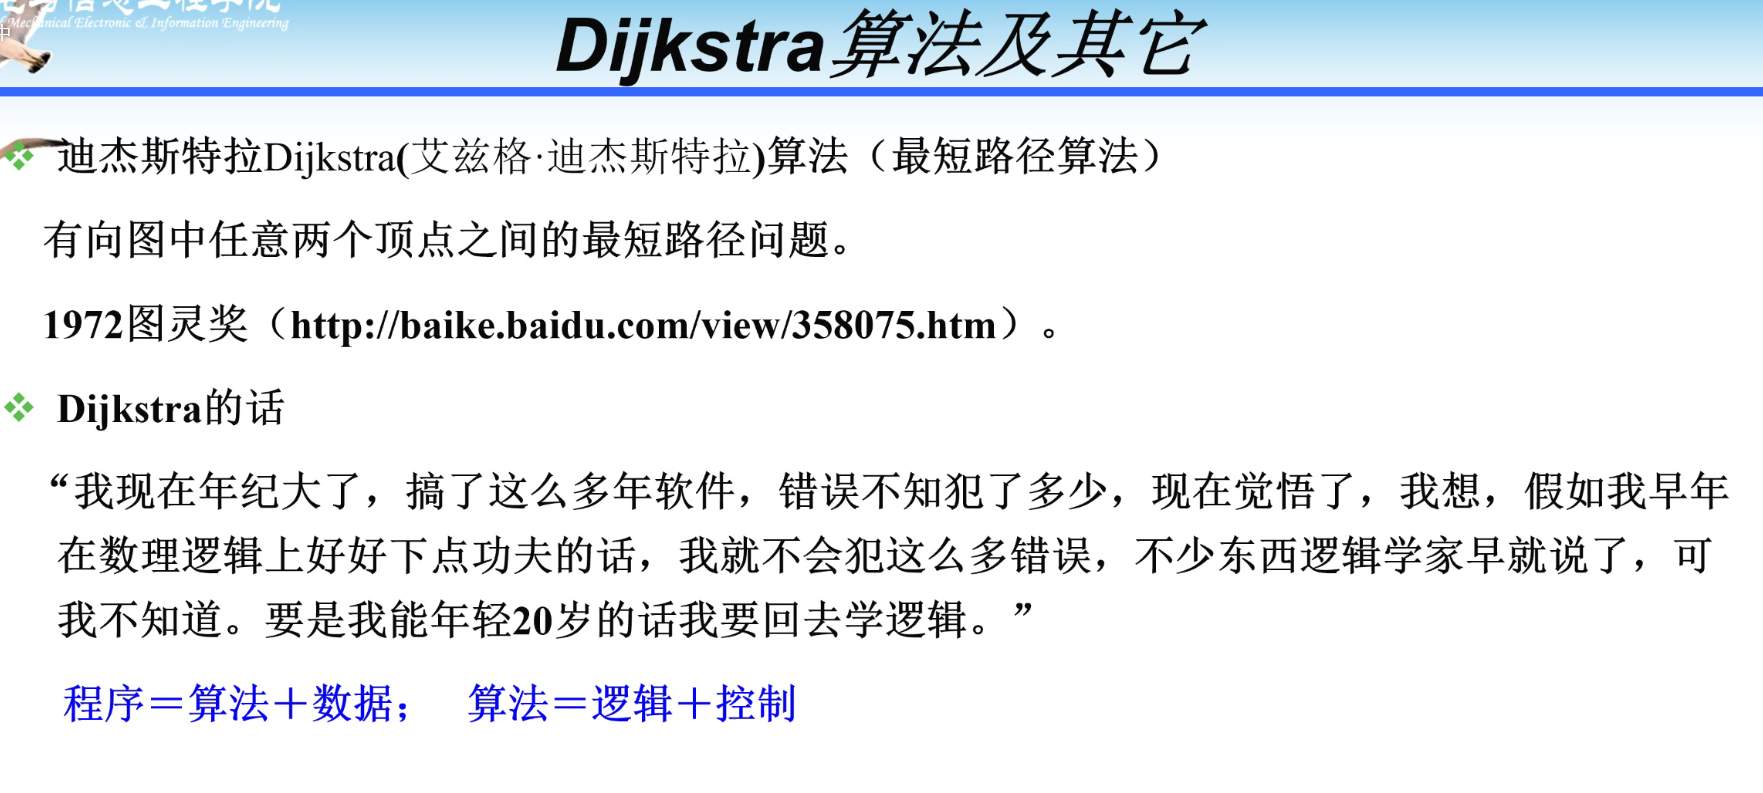 Mechanical Electronic & Information Engineering
Dijkstra算法及其它
迪杰斯特拉Dijkstra(艾兹格·迪杰斯特拉)算法（最短路径算法）
有向图中任意两个顶点之间的最短路径问题。
1972图灵奖（http://baike.baidu.com/view/358075.htm）。
Dijkstra的话
“我现在年纪大了，搞了这么多年软件，错误不知犯了多少，现在觉悟了，我想，假如我早年
在数理逻辑上好好下点功夫的话，我就不会犯这么多错误，不少东西逻辑学家早就说了，可
我不知道。要是我能年轻20岁的话我要回去学逻辑。”
程序＝算法＋数据； 算法＝逻辑＋控制